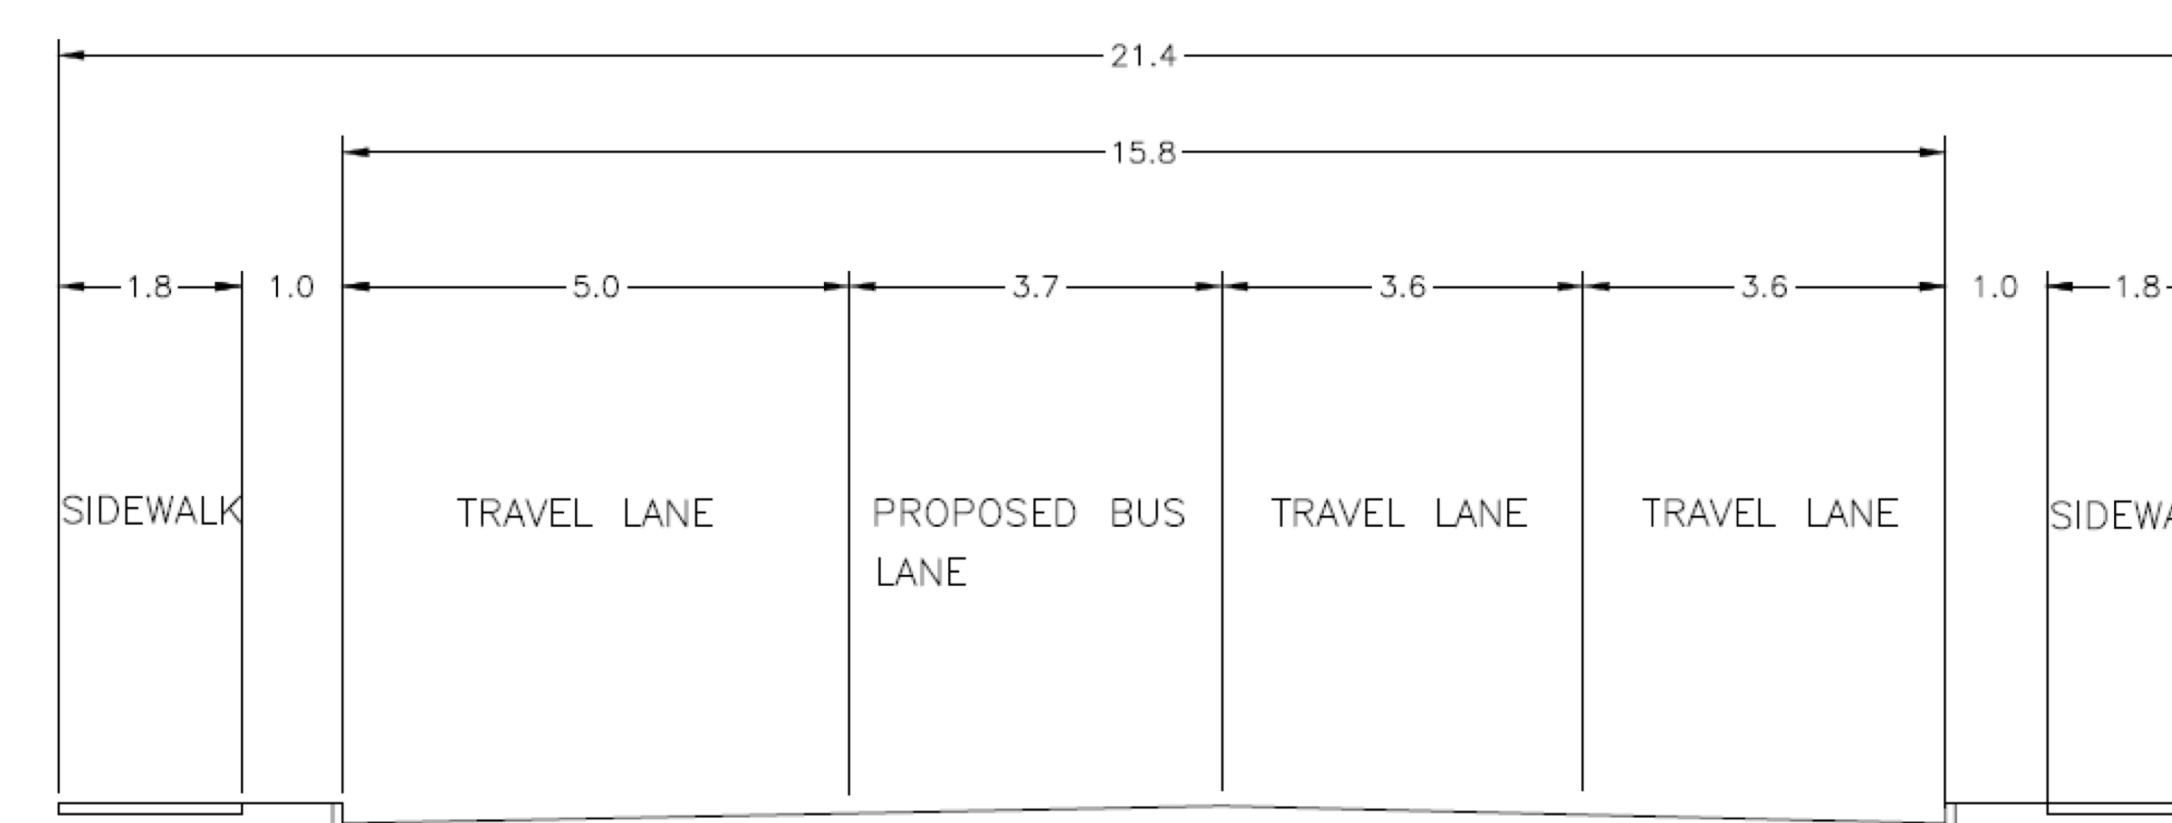 21.4
15.8
1.8 1.0 5.0 3.7 3.6 3.6 1.0 1.8
SIDEWALK TRAVEL LANE PROPOSED BUS TRAVEL LANE TRAVEL LANE SIDEWA
LANE